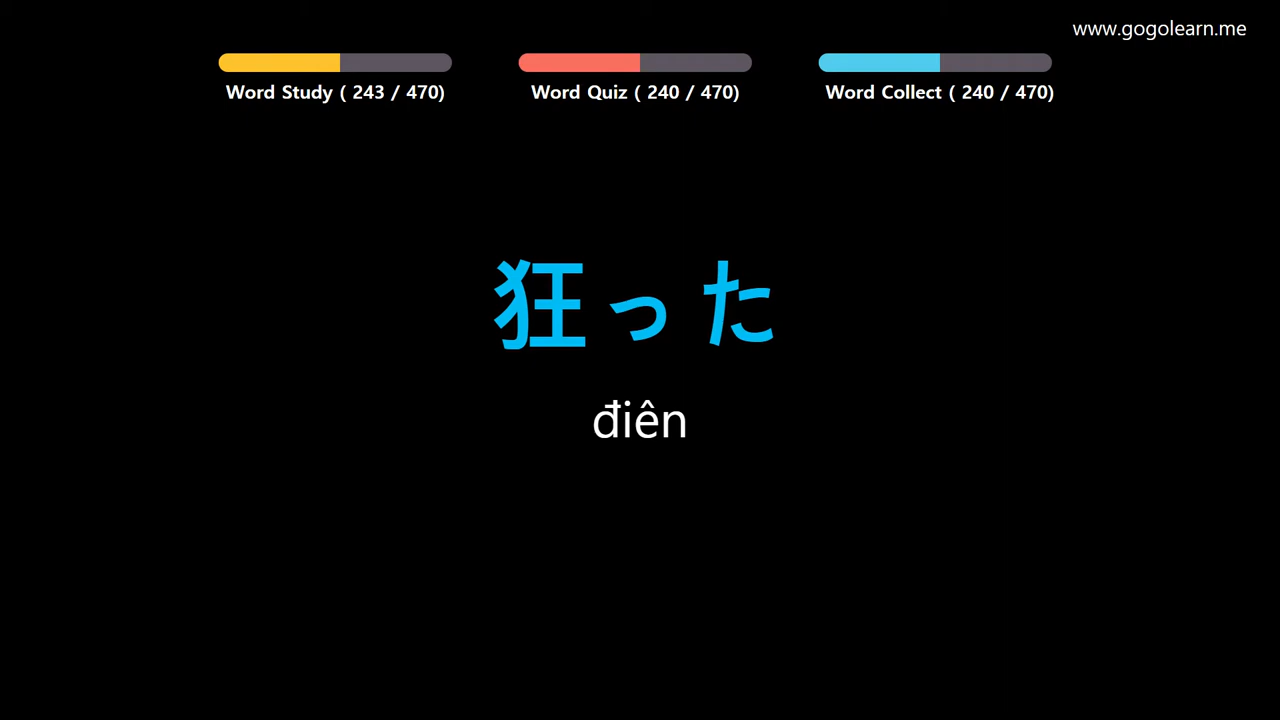 www.gogolearn.me
Word Study ( 243 / 470)
Word Quiz ( 240 / 470)
Word Collect ( 240 / 470)
狂った
điên